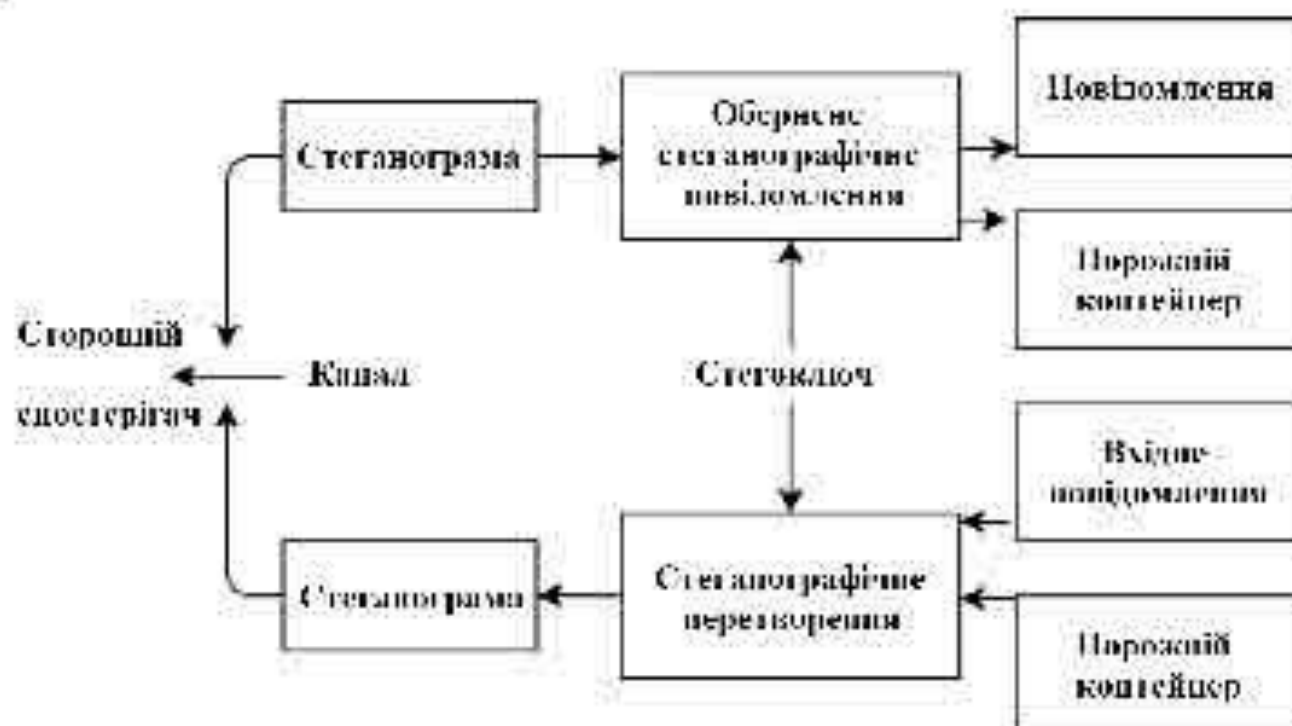 Повідомлення
Стеганограма
Обернене
стеганографічне
повідомлення
Порожній
контейнер
Сторонній
спостерігач
Канал
Стегоключ
Вхідне
повідомлення
Стеганограма
Стеганографічне
перетворення
Порожній
контейнер